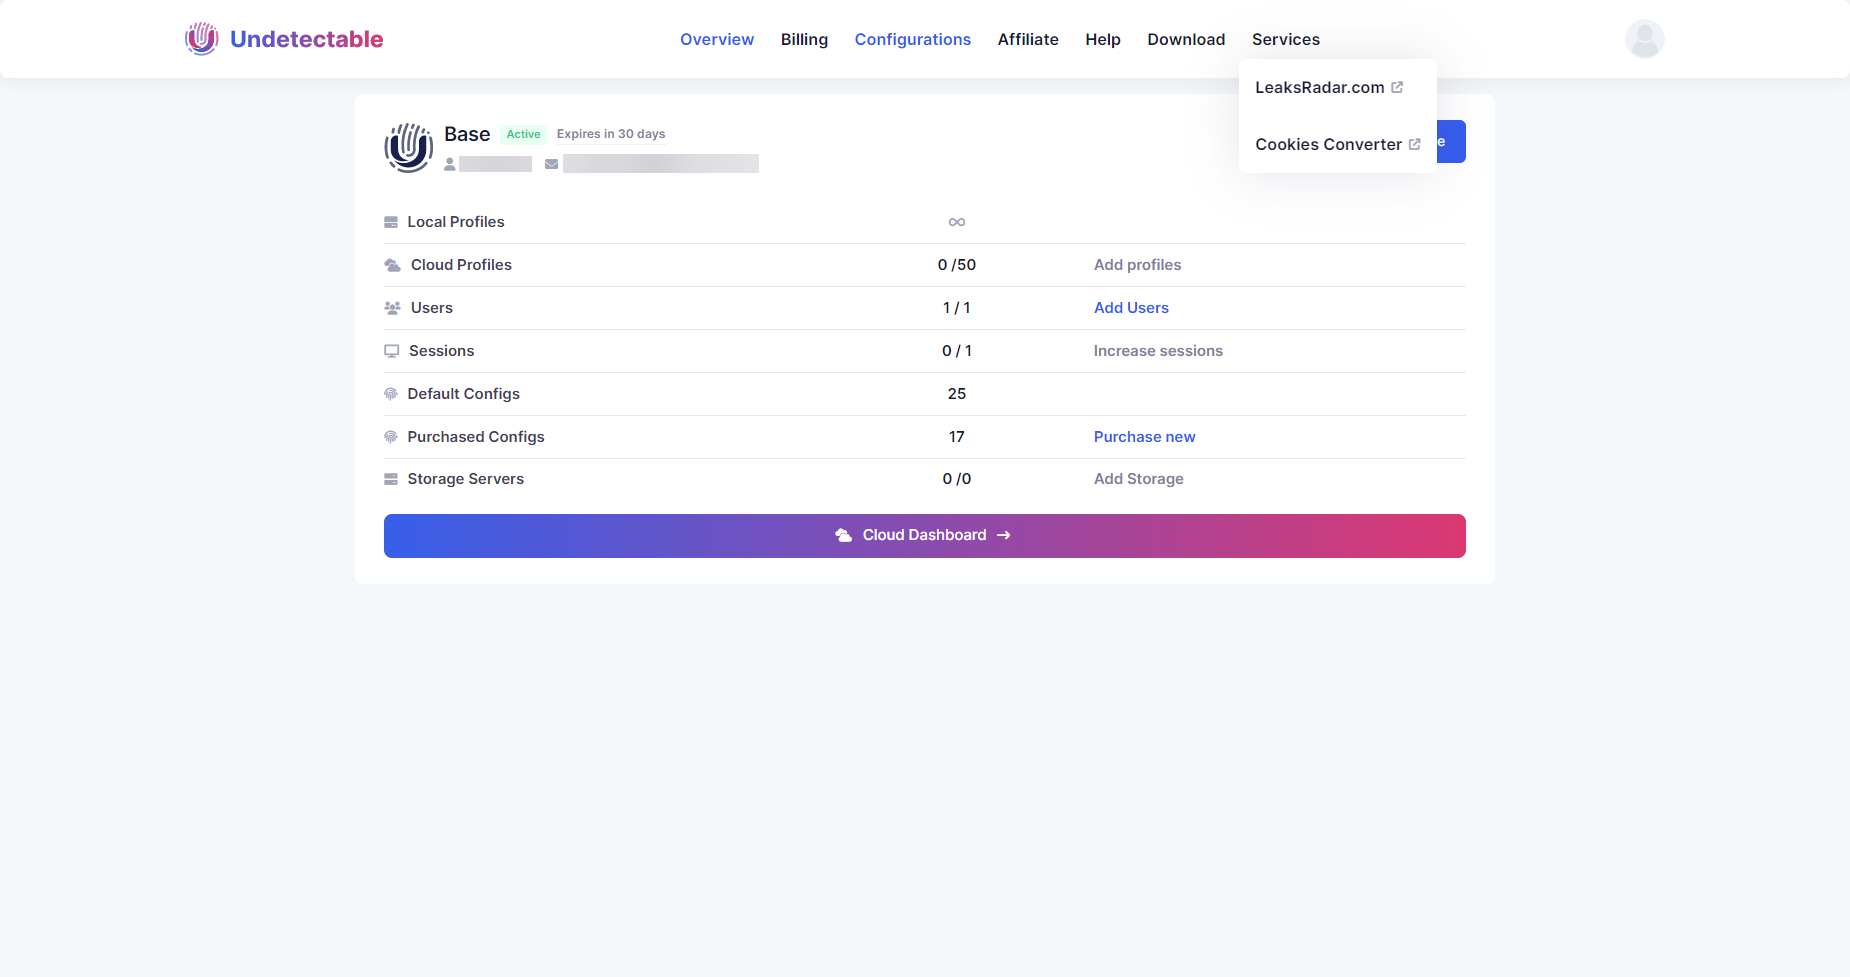 Undetectable
Overview Billing Configurations Affiliate Help Download Services
LeaksRadar.com
Cookies Converter
Base Active Expires in 30 days
Local Profiles ∞
Cloud Profiles 0 /50 Add profiles
Users 1 / 1 Add Users
Sessions 0 / 1 Increase sessions
Default Configs 25
Purchased Configs 17 Purchase new
Storage Servers 0 /0 Add Storage
Cloud Dashboard →